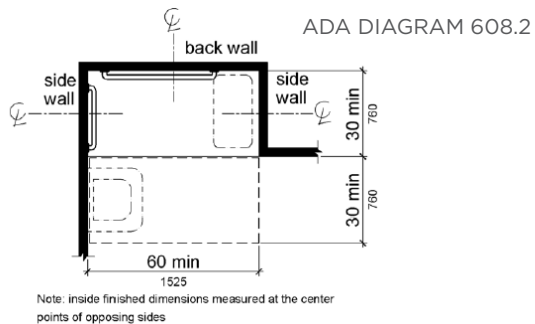 ADA DIAGRAM 608.2
℄
back wall
side
wall
side
wall
℄
℄
30 min
760
30 min
760
60 min
1525
Note: inside finished dimensions measured at the center
points of opposing sides